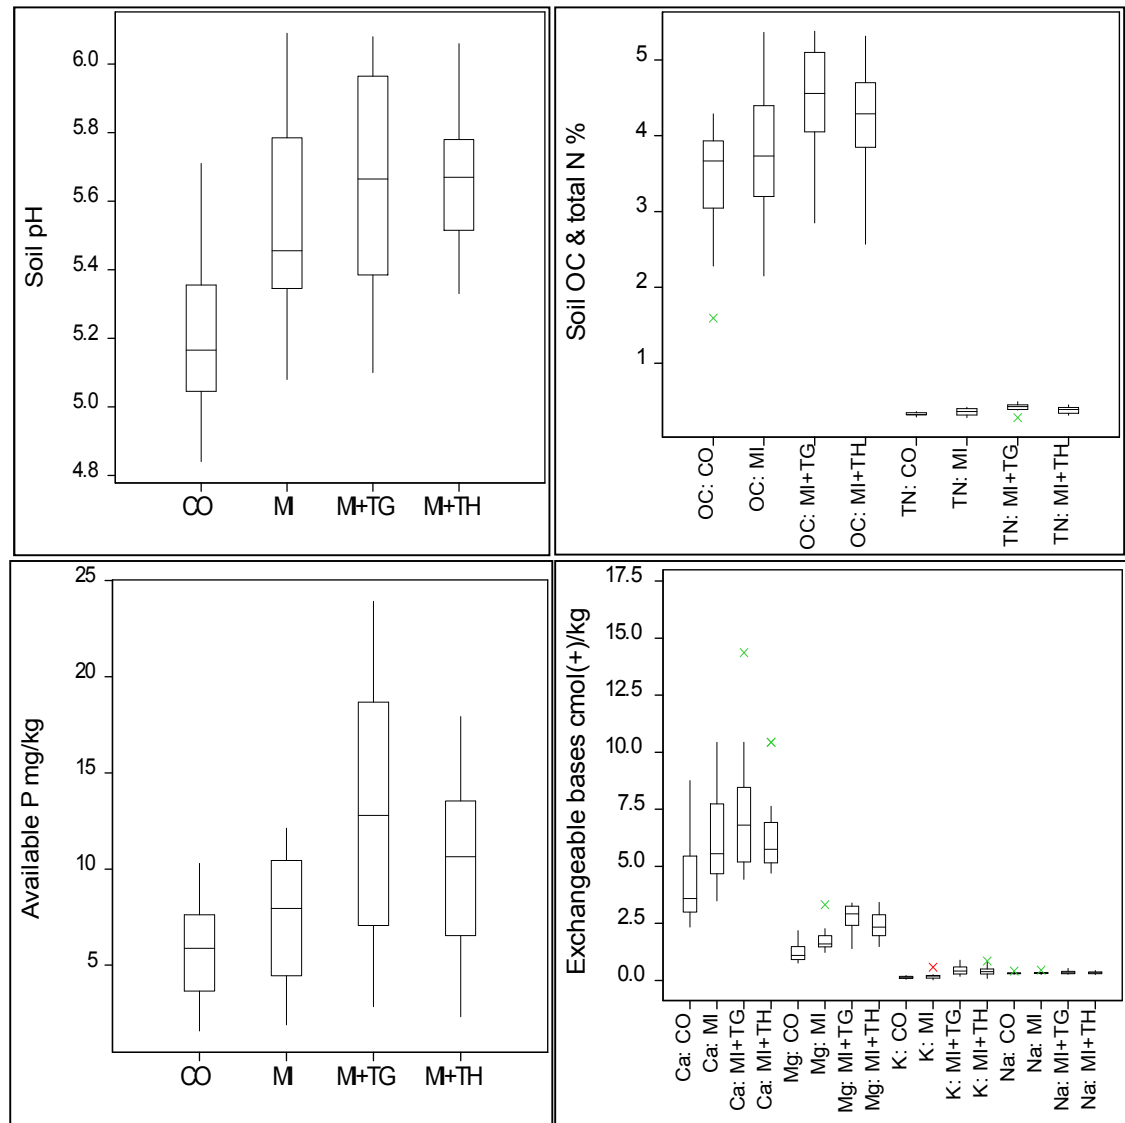 Soil pH
6.0
5.8
5.6
5.4
5.2
5.0
4.8
CO MI MI+TG MI+TH
Soil OC & total N %
5
4
3
2
1
OC: CO
OC: MI
OC: MI+TG
OC: MI+TH
TN: CO
TN: MI
TN: MI+TG
TN: MI+TH
Available P mg/kg
25
20
15
10
5
CO MI MI+TG MI+TH
Exchangeable bases cmol(+)/kg
17.5
15.0
12.5
10.0
7.5
5.0
2.5
0.0
Ca: CO
Ca: MI
Ca: MI+TG
Ca: MI+TH
Mg: CO
Mg: MI
Mg: MI+TG
Mg: MI+TH
K: CO
K: MI
K: MI+TG
K: MI+TH
Na: CO
Na: MI
Na: MI+TG
Na: MI+TH